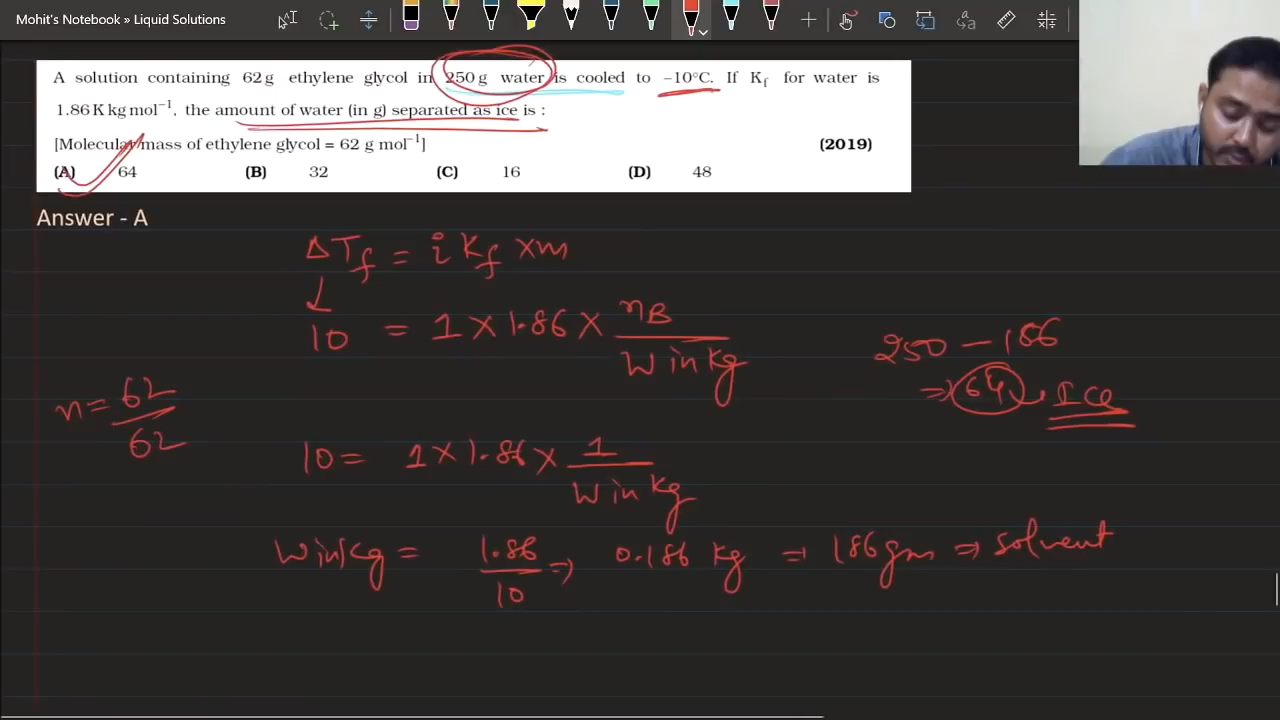 Mohit's Notebook » Liquid Solutions
A solution containing 62 g ethylene glycol in 250 g water is cooled to –10°C. If Kf for water is
1.86 K kg mol⁻¹, the amount of water (in g) separated as ice is :
[Molecular mass of ethylene glycol = 62 g mol⁻¹] (2019)
(A) 64 (B) 32 (C) 16 (D) 48
Answer - A
ΔTf = i Kf × m
10 = 1 × 1.86 × nB / W in Kg
250 – 186
⇒ 64 Ice
n = 62 / 62
10 = 1 × 1.86 × 1 / W in Kg
W in Kg = 1.86 / 10 ⇒ 0.186 Kg ⇒ 186 gm ⇒ solvent